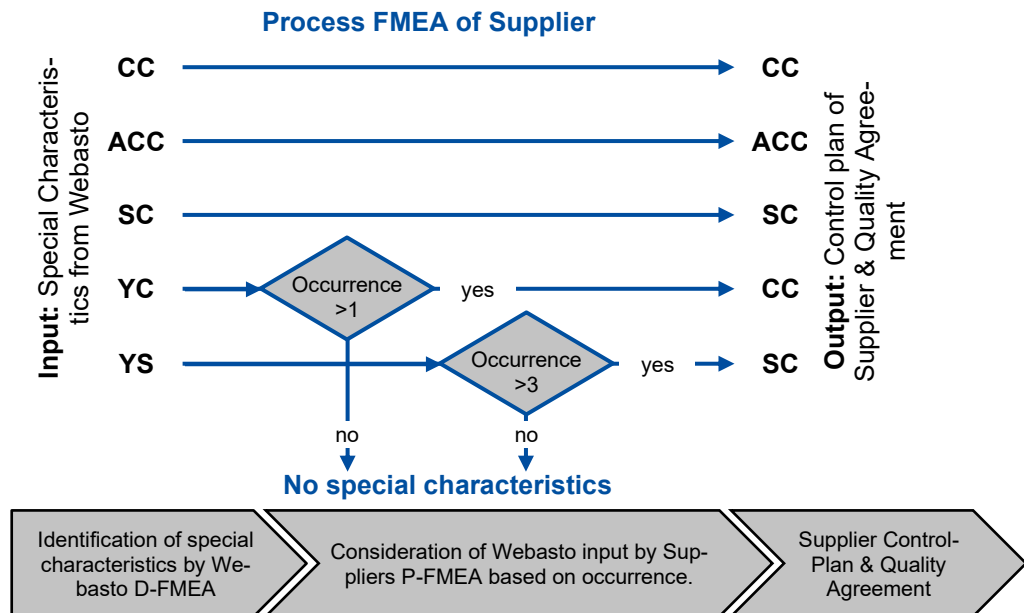 Process FMEA of Supplier
Input: Special Characteris-
tics from Webasto
CC
CC
ACC
ACC
SC
SC
YC
Occurrence
>1
yes
CC
YS
Occurrence
>3
yes
SC
no
no
No special characteristics
Output: Control plan of
Supplier & Quality Agree-
ment
Identification of special
characteristics by We-
basto D-FMEA
Consideration of Webasto input by Sup-
pliers P-FMEA based on occurrence.
Supplier Control-
Plan & Quality
Agreement